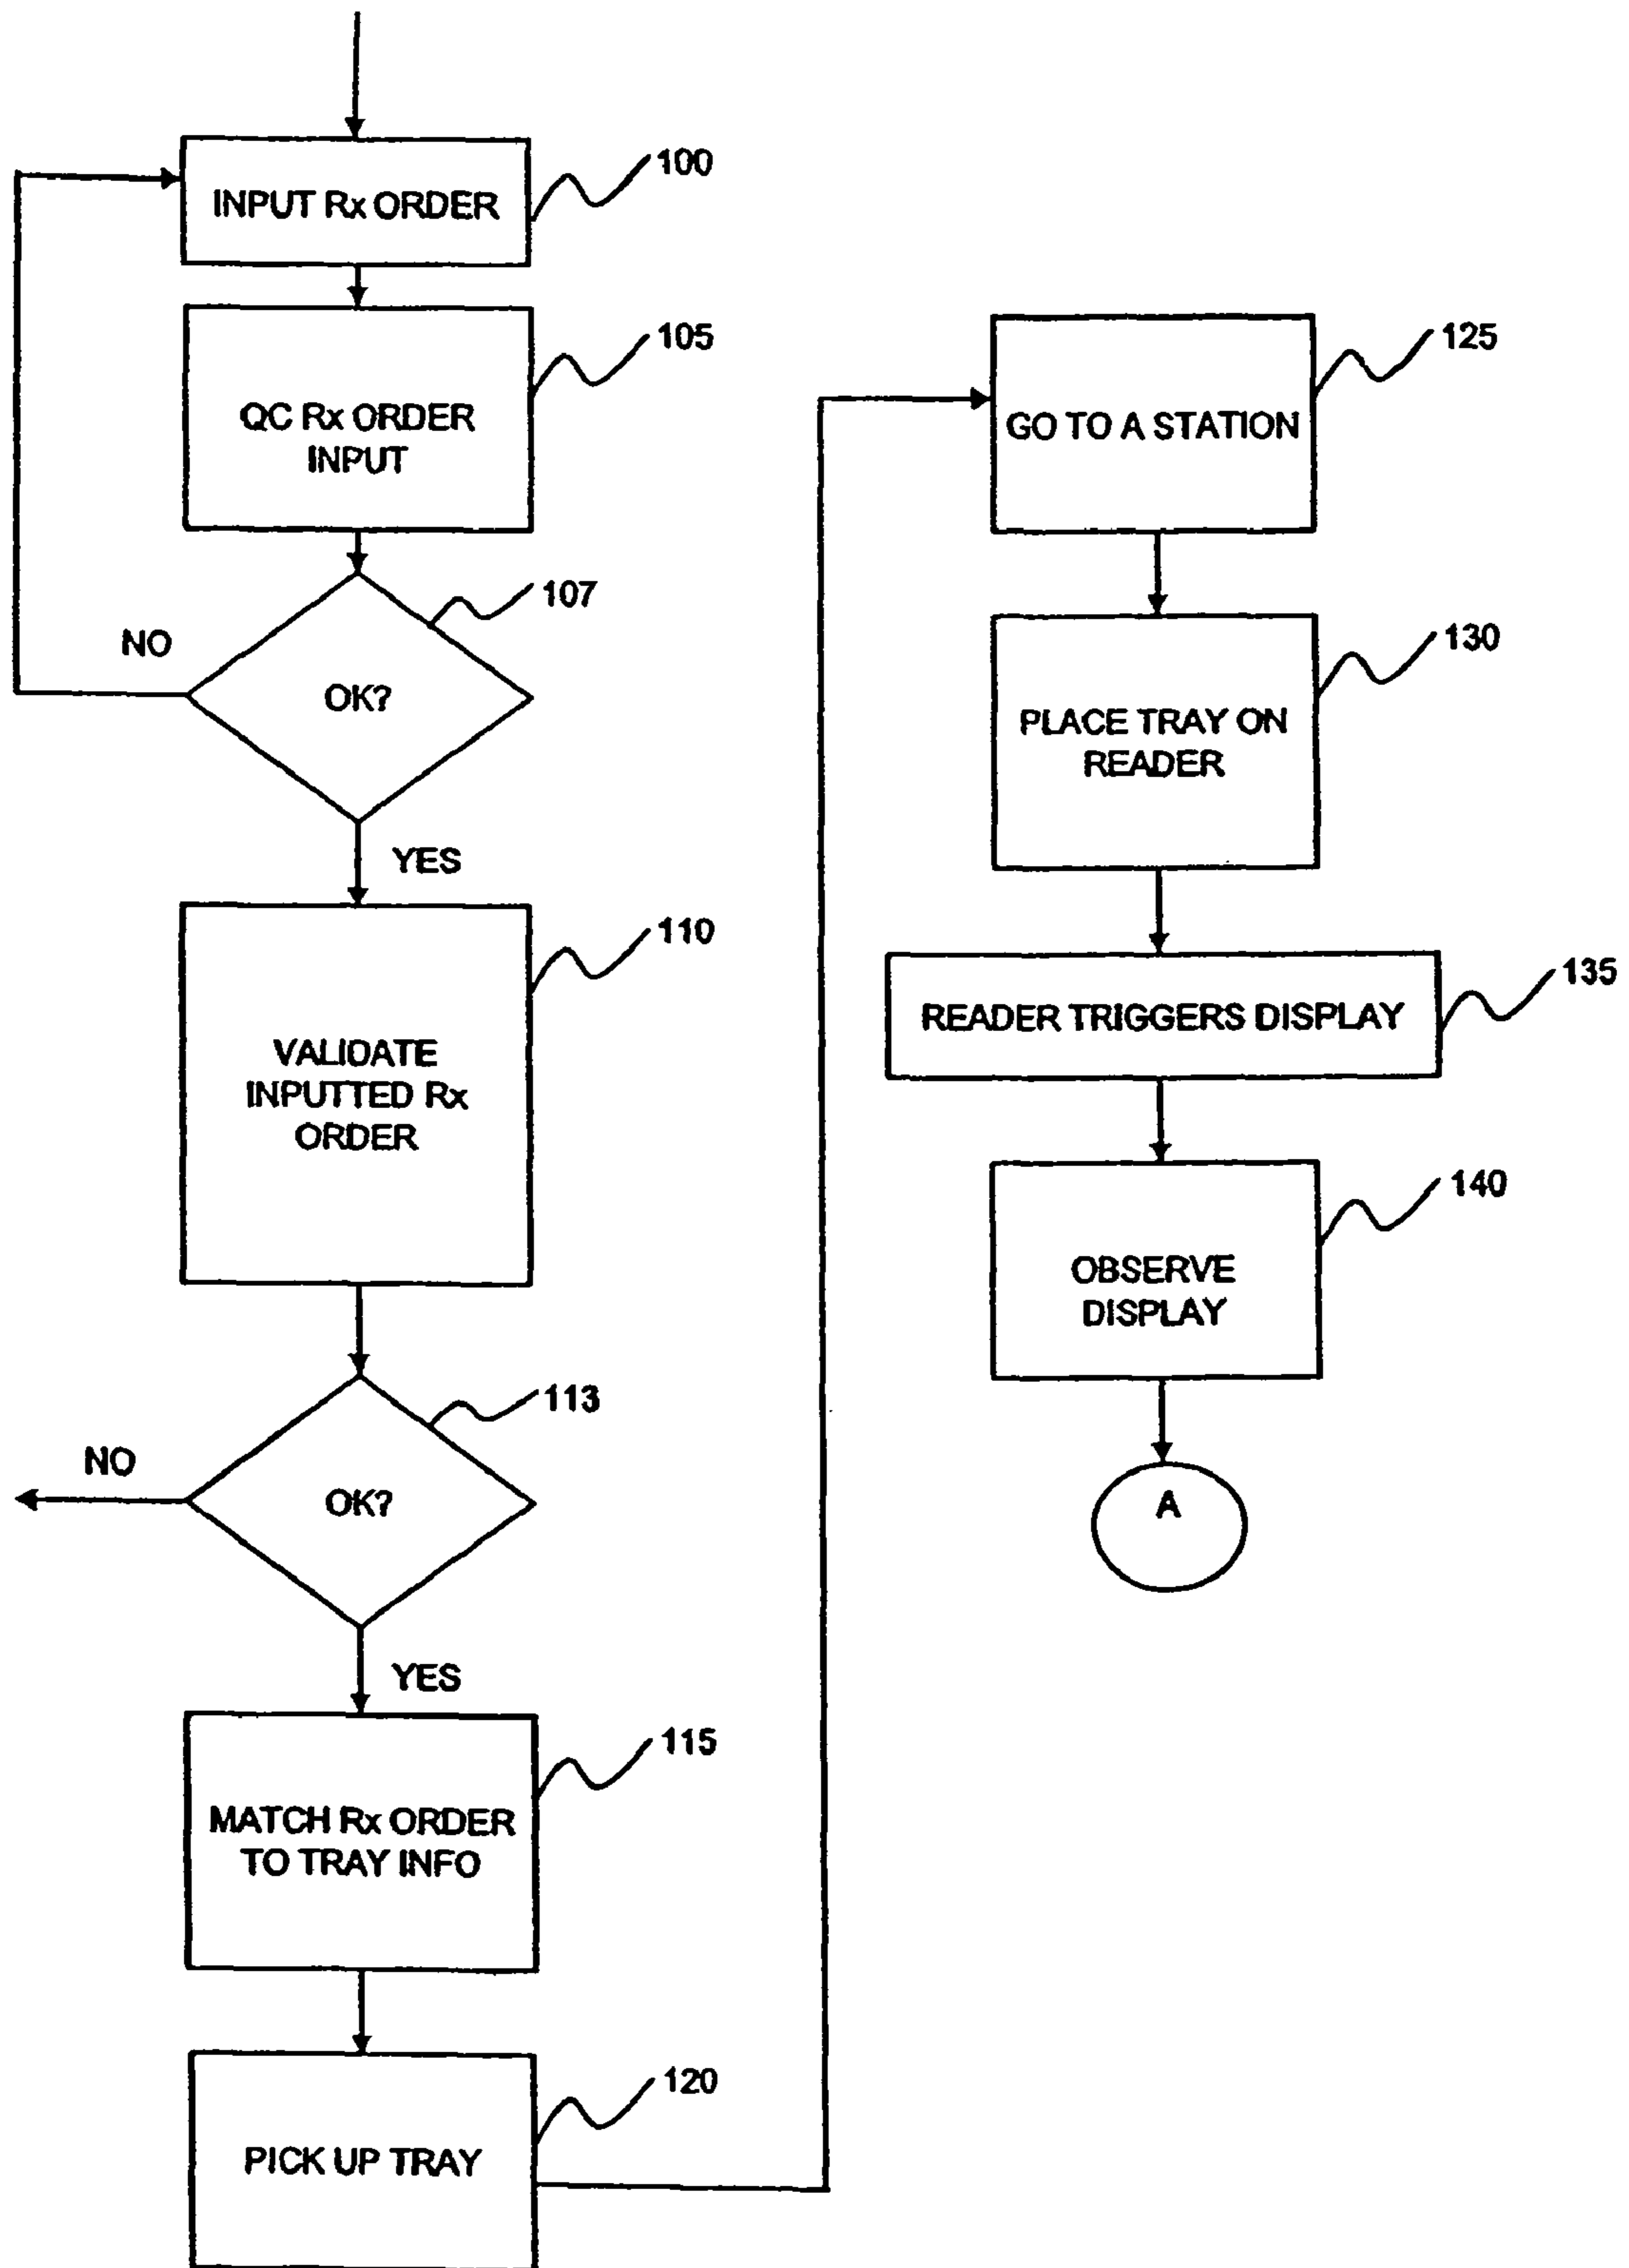 INPUT Rx ORDER
100
QC Rx ORDER
INPUT
105
107
NO
OK?
YES
VALIDATE
INPUTTED Rx
ORDER
110
113
NO
OK?
YES
MATCH Rx ORDER
TO TRAY INFO
115
PICK UP TRAY
120
GO TO A STATION
125
PLACE TRAY ON
READER
130
READER TRIGGERS DISPLAY
135
OBSERVE
DISPLAY
140
A